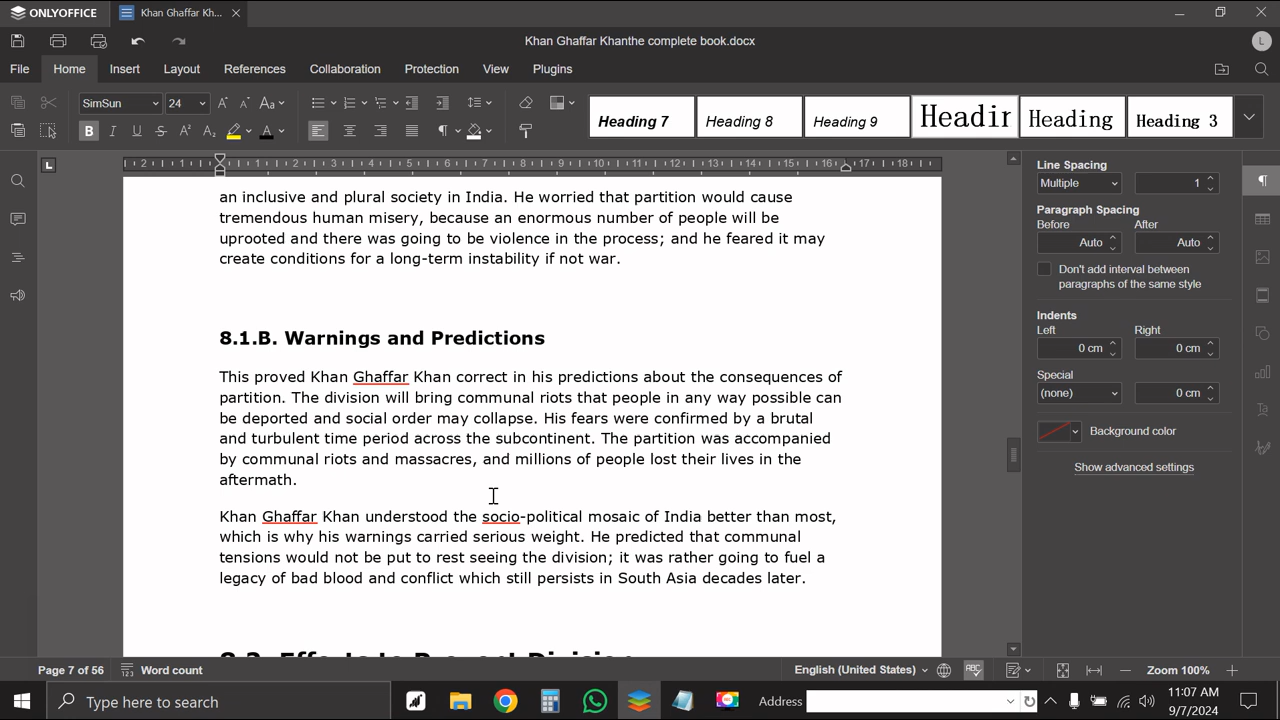 ONLYOFFICE
Khan Ghaffar Kh...
Khan Ghaffar Khanthe complete book.docx
L
File Home Insert Layout References Collaboration Protection View Plugins
SimSun 24
Heading 7 Heading 8 Heading 9 Headin Heading Heading 3
an inclusive and plural society in India. He worried that partition would cause
tremendous human misery, because an enormous number of people will be
uprooted and there was going to be violence in the process; and he feared it may
create conditions for a long-term instability if not war.
8.1.B. Warnings and Predictions
This proved Khan Ghaffar Khan correct in his predictions about the consequences of
partition. The division will bring communal riots that people in any way possible can
be deported and social order may collapse. His fears were confirmed by a brutal
and turbulent time period across the subcontinent. The partition was accompanied
by communal riots and massacres, and millions of people lost their lives in the
aftermath.
Khan Ghaffar Khan understood the socio-political mosaic of India better than most,
which is why his warnings carried serious weight. He predicted that communal
tensions would not be put to rest seeing the division; it was rather going to fuel a
legacy of bad blood and conflict which still persists in South Asia decades later.
8.2. Efforts to Prevent Division
Line Spacing
Multiple 1
Paragraph Spacing
Before After
Auto Auto
Don't add interval between
paragraphs of the same style
Indents
Left Right
0 cm 0 cm
Special
(none) 0 cm
Background color
Show advanced settings
Page 7 of 56 Word count English (United States) Zoom 100%
Type here to search Address 11:07 AM
9/7/2024